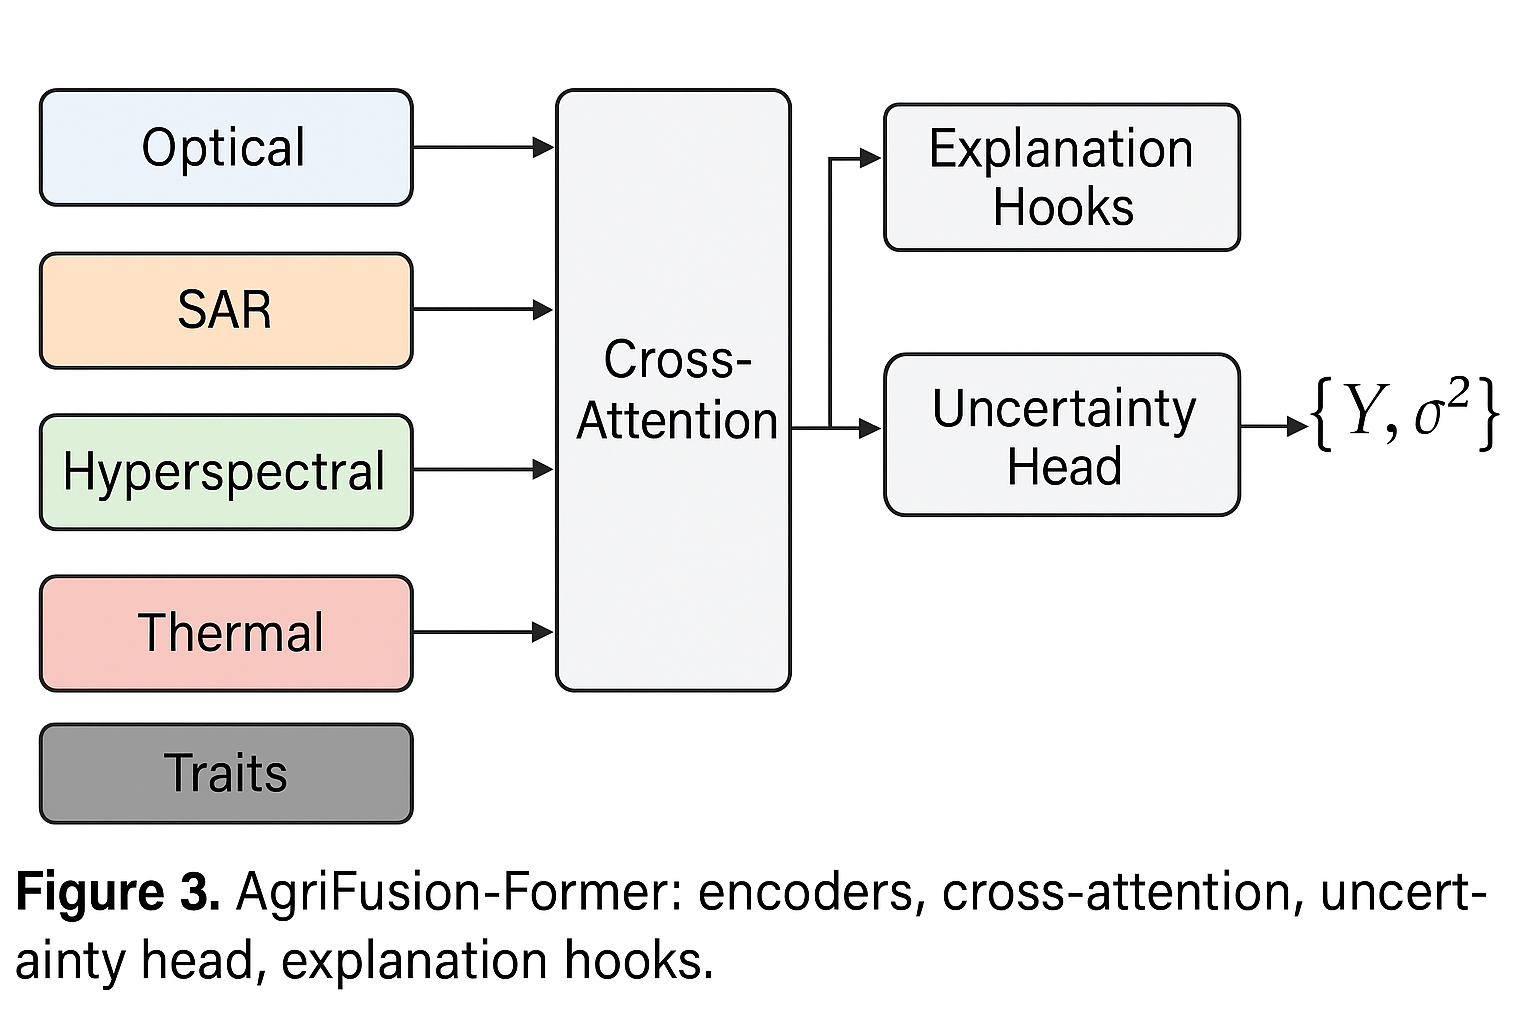 Optical
SAR
Hyperspectral
Thermal
Traits
Cross-
Attention
Explanation
Hooks
Uncertainty
Head
{Y, σ²}
Figure 3. AgriFusion-Former: encoders, cross-attention, uncert-
ainty head, explanation hooks.